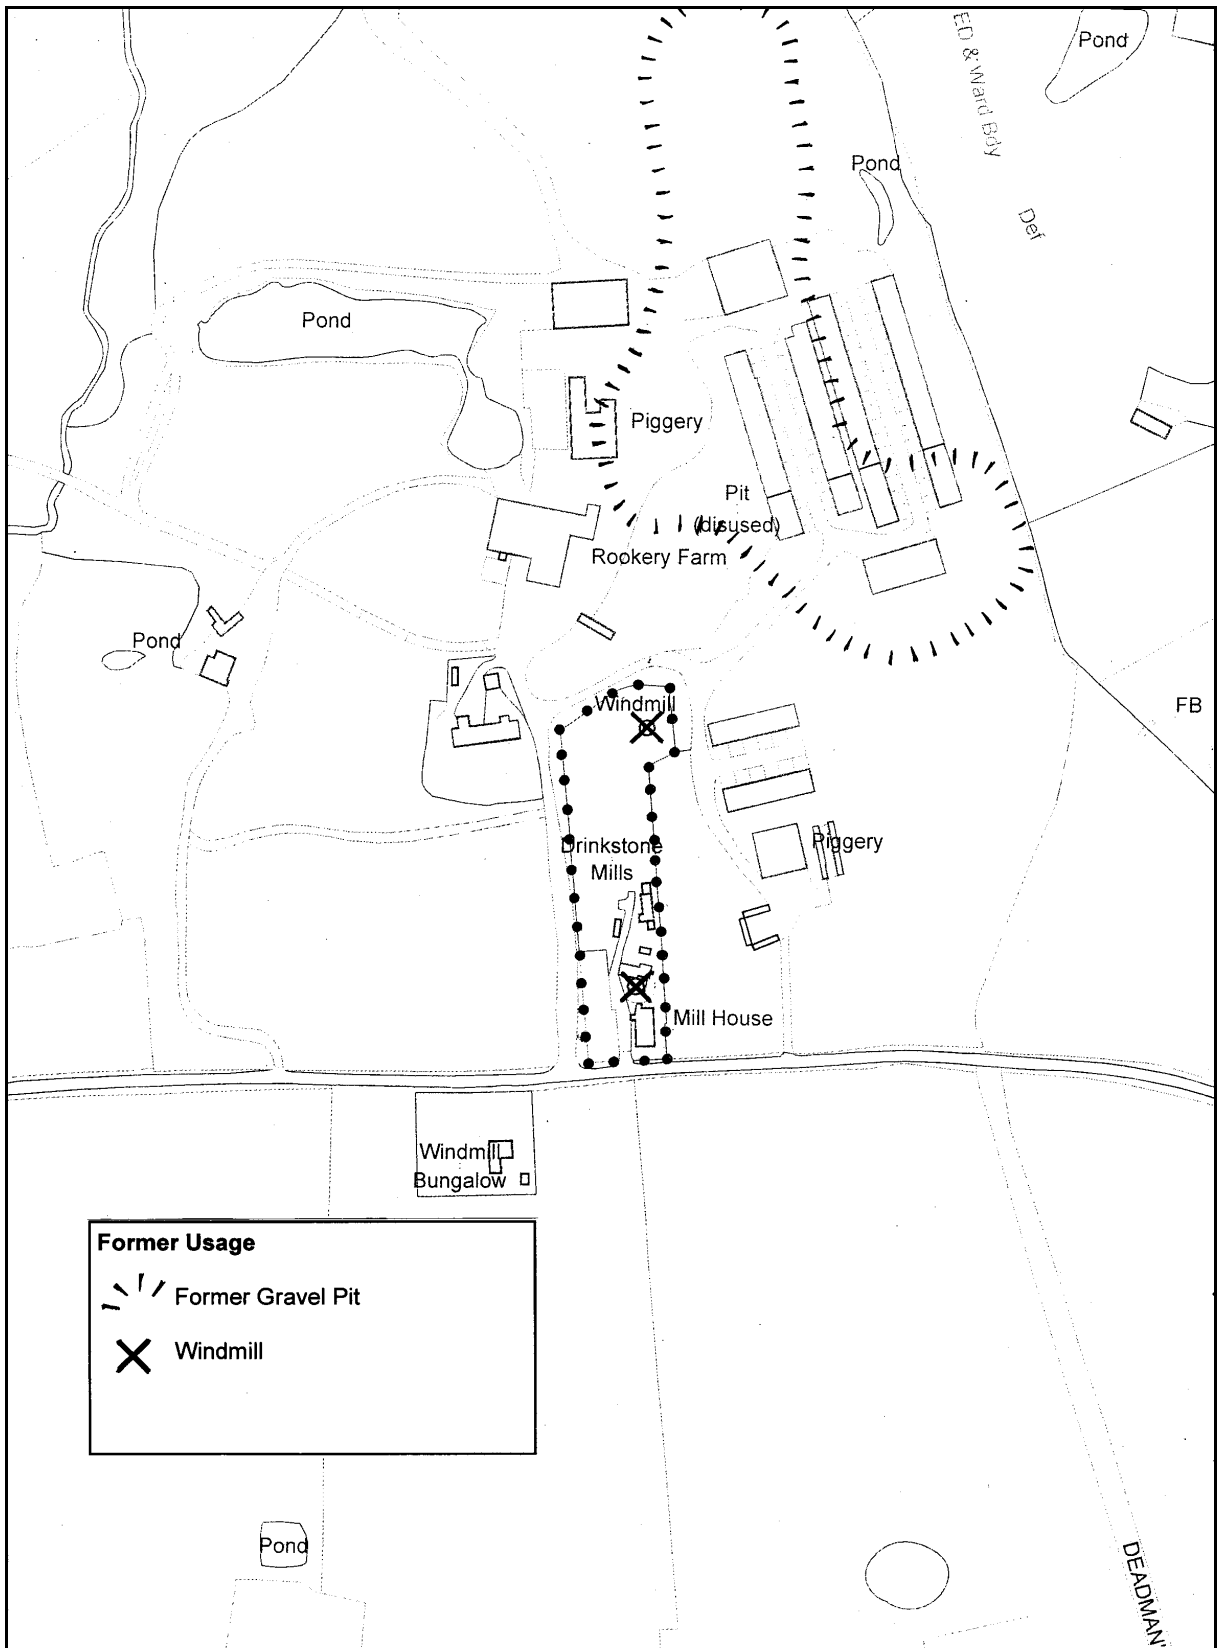 ED & Ward Bdy
Pond
Pond
Def
Pond
Piggery
Pit
(disused)
Rookery Farm
Pond
Windmill
FB
Drinkstone
Mills
Piggery
Mill House
Windmill
Bungalow
Former Usage
Former Gravel Pit
Windmill
Pond
DEADMAN'